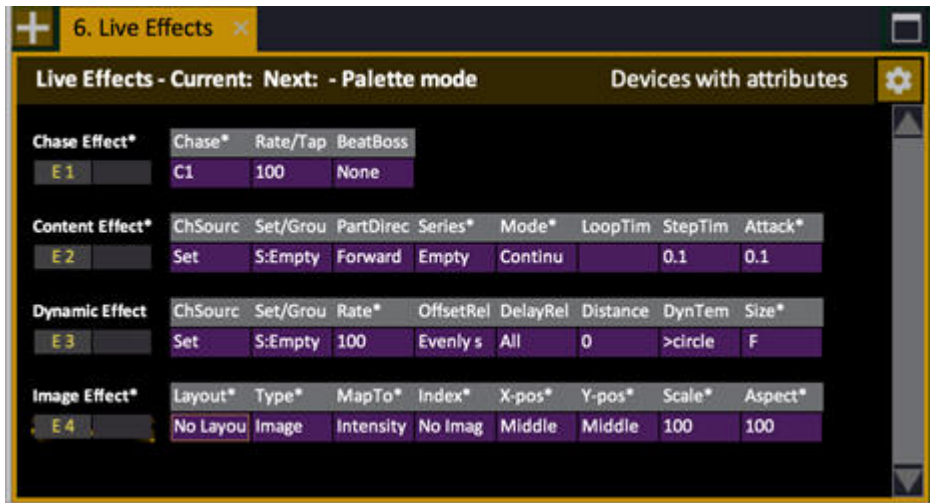 6. Live Effects
Live Effects - Current: Next: - Palette mode Devices with attributes
Chase Effect* Chase* Rate/Tap BeatBoss
E 1 C1 100 None
Content Effect* ChSourc Set/Grou PartDirec Series* Mode* LoopTim StepTim Attack*
E 2 Set S:Empty Forward Empty Continu 0.1 0.1
Dynamic Effect ChSourc Set/Grou Rate* OffsetRel DelayRel Distance DynTem Size*
E 3 Set S:Empty 100 Evenly s All 0 >circle F
Image Effect* Layout* Type* MapTo* Index* X-pos* Y-pos* Scale* Aspect*
E 4 No Layou Image Intensity No Imag Middle Middle 100 100